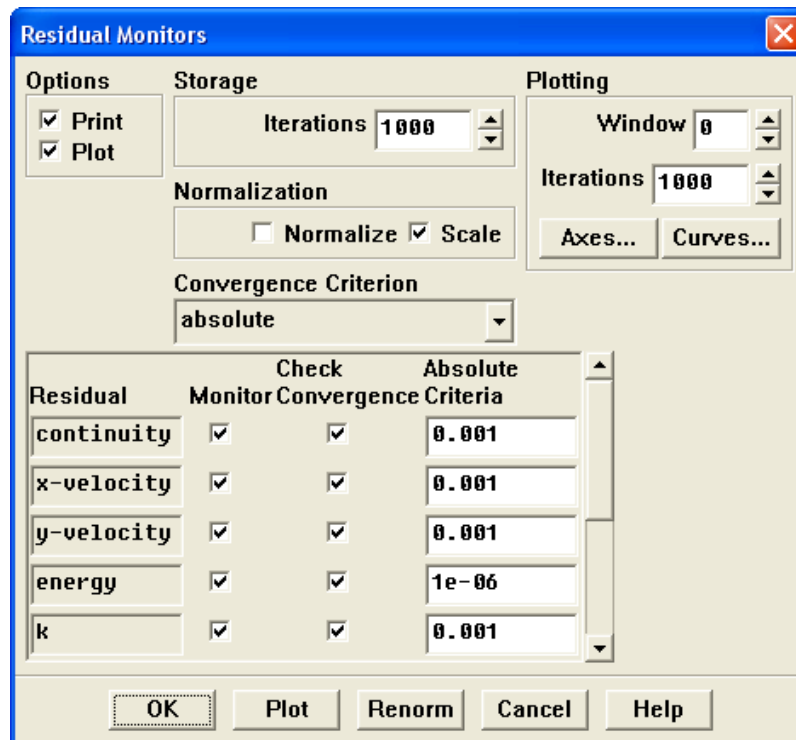 Residual Monitors
Options
Print
Plot
Storage
Iterations 1000
Plotting
Window 0
Iterations 1000
Axes... Curves...
Normalization
Normalize Scale
Convergence Criterion
absolute
Residual Monitor Check Convergence Absolute Criteria
continuity 0.001
x-velocity 0.001
y-velocity 0.001
energy 1e-06
k 0.001
OK Plot Renorm Cancel Help